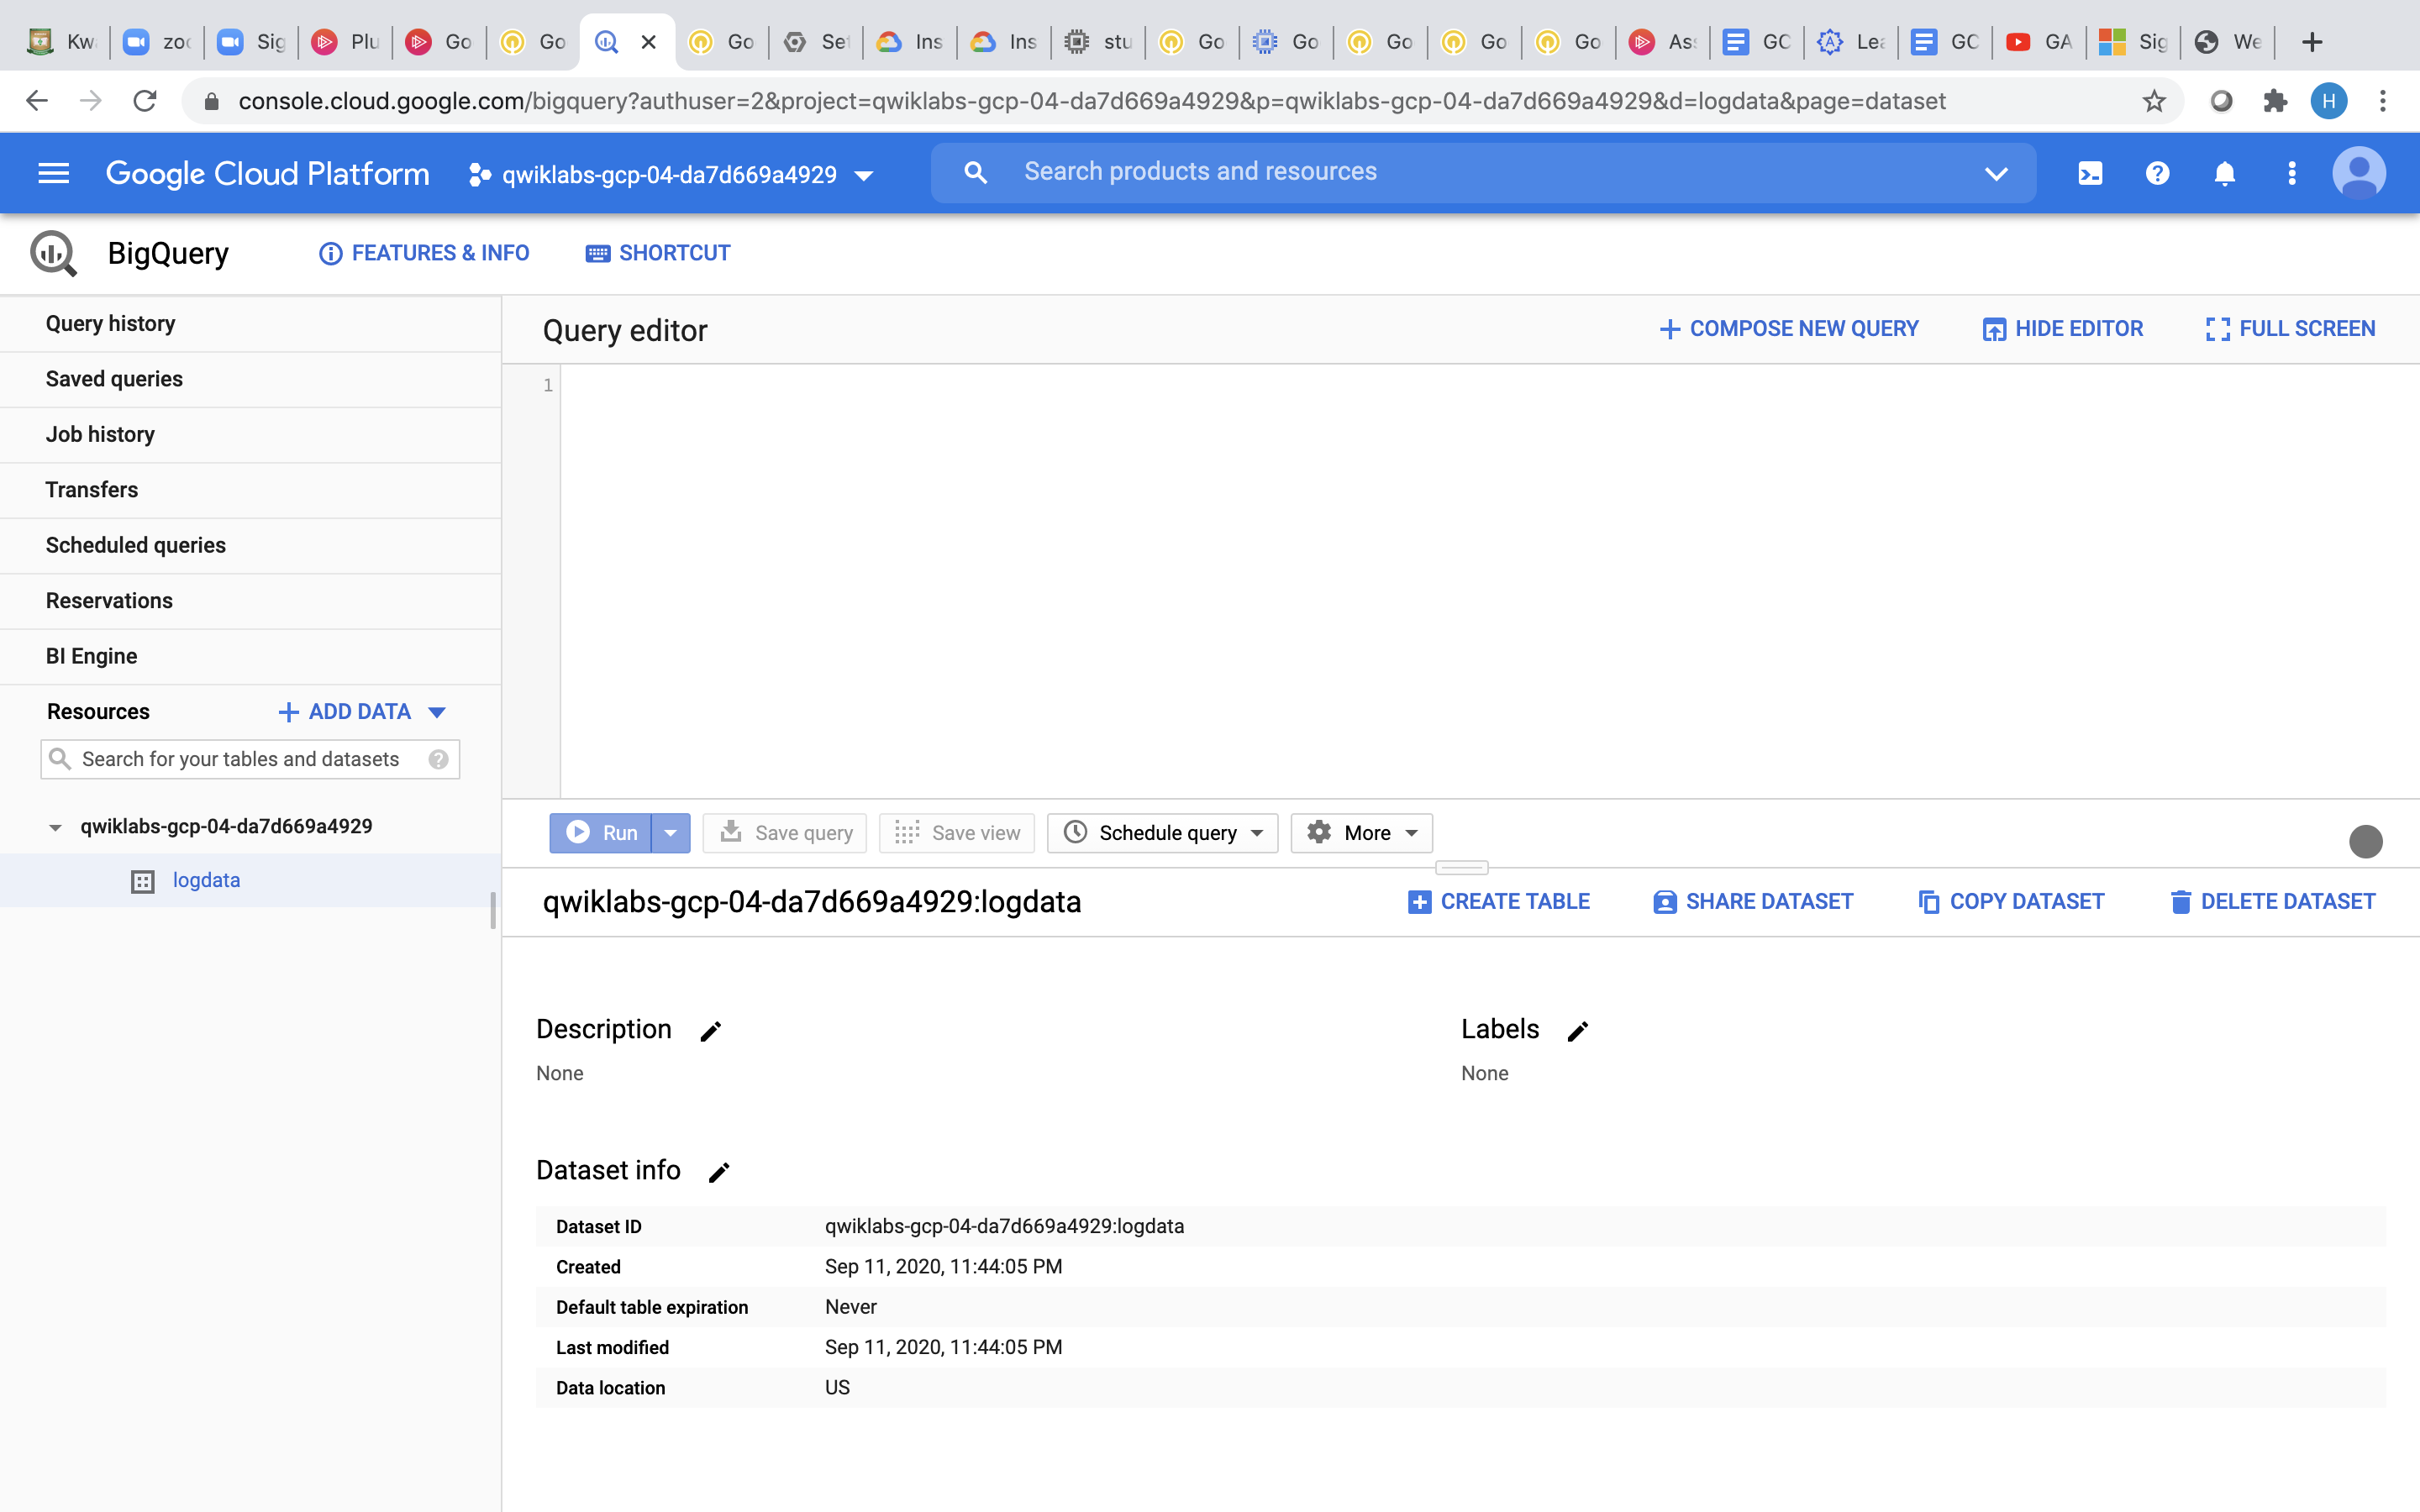 Kw zoo Sig Plu Go Go Go Set Ins Ins stu Go Go Go Go Go Ass GC Lea GC GA Sig We
console.cloud.google.com/bigquery?authuser=2&project=qwiklabs-gcp-04-da7d669a4929&p=qwiklabs-gcp-04-da7d669a4929&d=logdata&page=dataset
H
Google Cloud Platform qwiklabs-gcp-04-da7d669a4929 Search products and resources
BigQuery FEATURES & INFO SHORTCUT
Query history
Saved queries
Job history
Transfers
Scheduled queries
Reservations
BI Engine
Resources ADD DATA
Search for your tables and datasets
qwiklabs-gcp-04-da7d669a4929
logdata
Query editor COMPOSE NEW QUERY HIDE EDITOR FULL SCREEN
1
Run Save query Save view Schedule query More
qwiklabs-gcp-04-da7d669a4929:logdata CREATE TABLE SHARE DATASET COPY DATASET DELETE DATASET
Description Labels
None None
Dataset info
Dataset ID qwiklabs-gcp-04-da7d669a4929:logdata
Created Sep 11, 2020, 11:44:05 PM
Default table expiration Never
Last modified Sep 11, 2020, 11:44:05 PM
Data location US